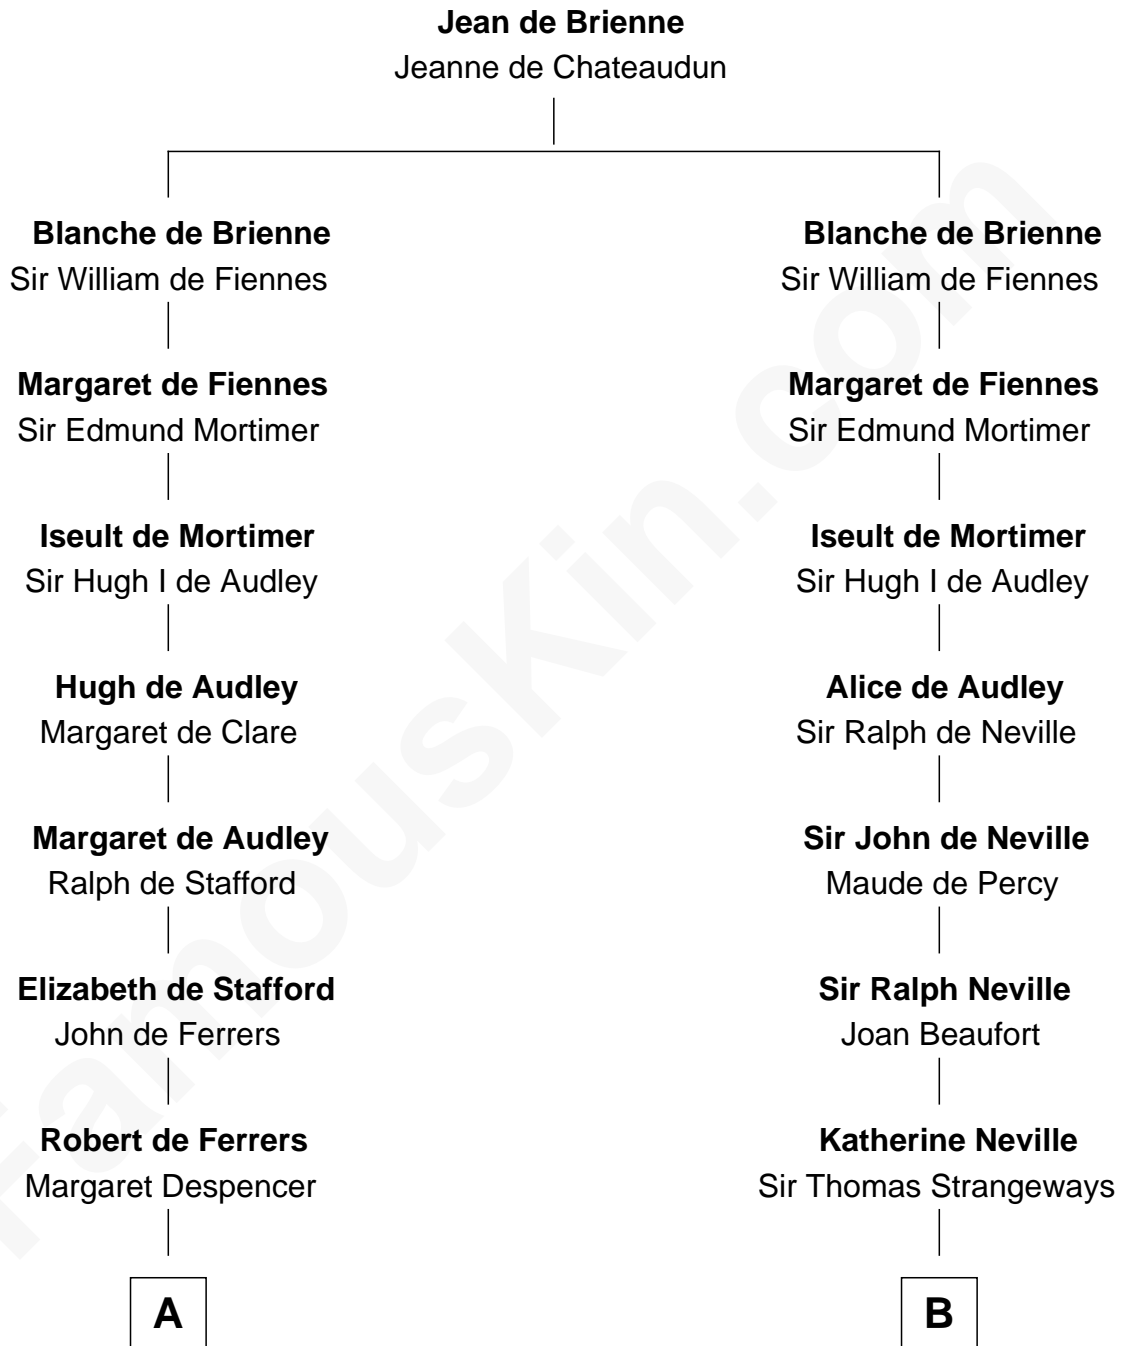 Jean de Brienne
Jeanne de Chateaudun
Blanche de Brienne
Sir William de Fiennes
Blanche de Brienne
Sir William de Fiennes
Margaret de Fiennes
Sir Edmund Mortimer
Margaret de Fiennes
Sir Edmund Mortimer
Iseult de Mortimer
Sir Hugh I de Audley
Iseult de Mortimer
Sir Hugh I de Audley
Hugh de Audley
Margaret de Clare
Alice de Audley
Sir Ralph de Neville
Margaret de Audley
Ralph de Stafford
Sir John de Neville
Maude de Percy
Elizabeth de Stafford
John de Ferrers
Sir Ralph Neville
Joan Beaufort
Robert de Ferrers
Margaret Despencer
Katherine Neville
Sir Thomas Strangeways
A
B
FamousKin.com